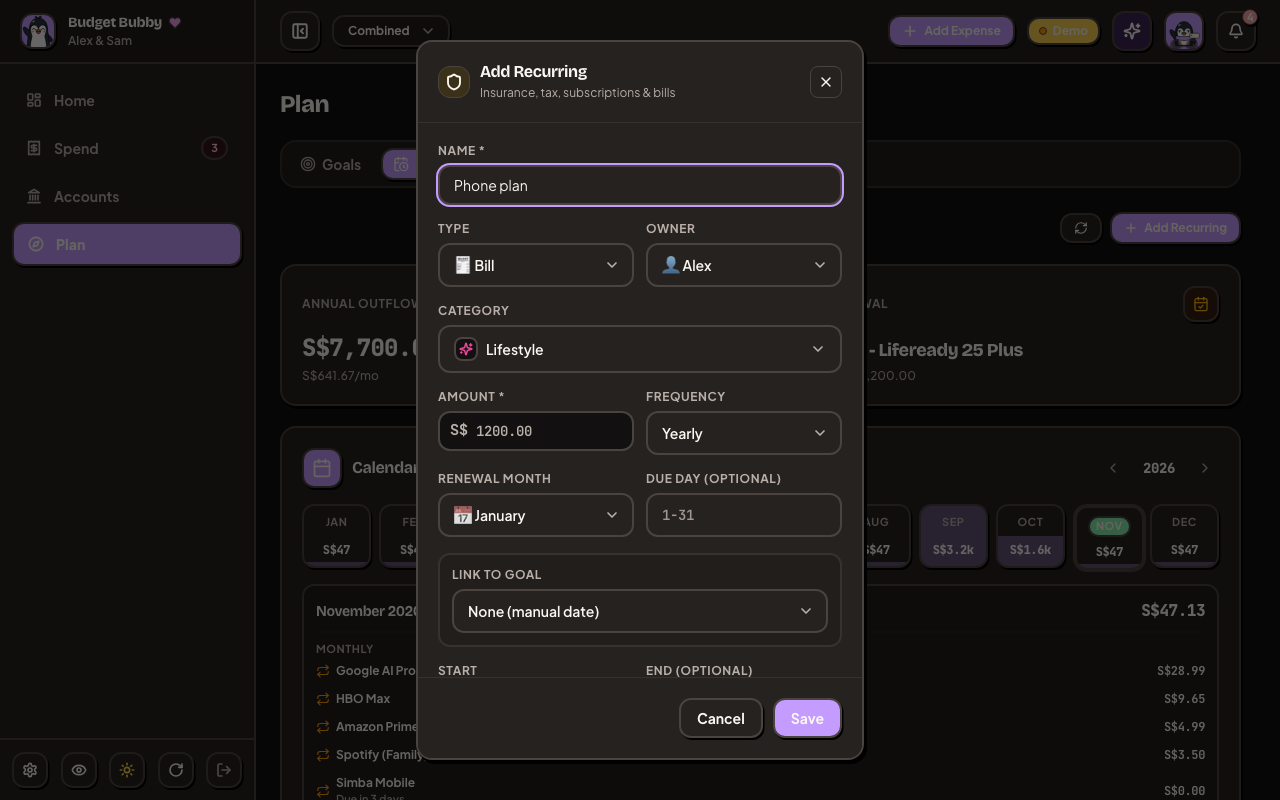 Budget Bubby
Alex & Sam
Combined
Add Expense
Demo
4
Home
Spend
3
Accounts
Plan
Plan
Goals
Add Recurring
ANNUAL OUTFLOW
S$7,700.0
S$641.67/mo
- Lifeready 25 Plus
,200.00
Calendar
2026
JAN
S$47
AUG
S$47
SEP
S$3.2k
OCT
S$1.6k
NOV
S$47
DEC
S$47
November 2026
S$47.13
MONTHLY
Google AI Pro
S$28.99
HBO Max
S$9.65
Amazon Prime
S$4.99
Spotify (Family
S$3.50
Simba Mobile
Due in 3 days
S$0.00
Add Recurring
Insurance, tax, subscriptions & bills
NAME *
Phone plan
TYPE
OWNER
Bill
Alex
CATEGORY
Lifestyle
AMOUNT *
FREQUENCY
S$ 1200.00
Yearly
RENEWAL MONTH
DUE DAY (OPTIONAL)
January
1-31
LINK TO GOAL
None (manual date)
START
END (OPTIONAL)
Cancel
Save